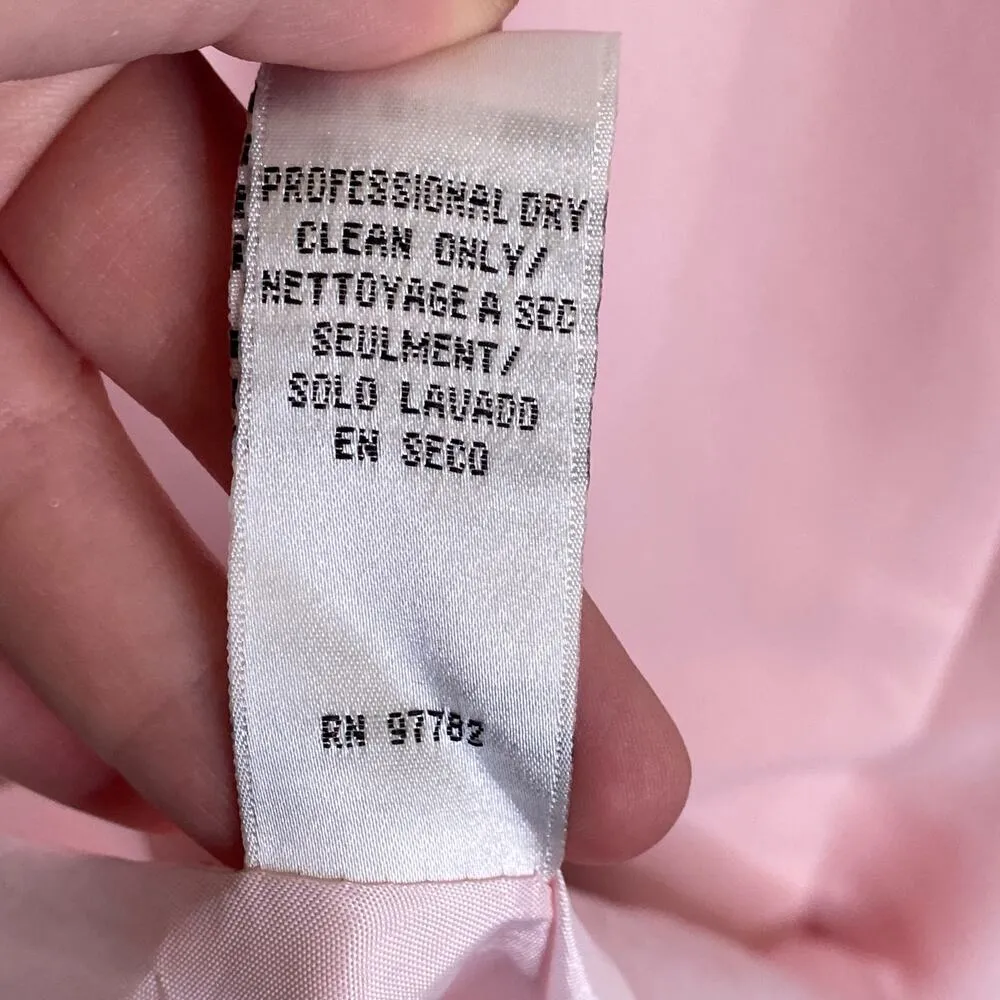 PROFESSIONAL DRY
CLEAN ONLY/
NETTOYAGE A SEC
SEULMENT/
SOLO LAVADO
EN SECO
RN 97782